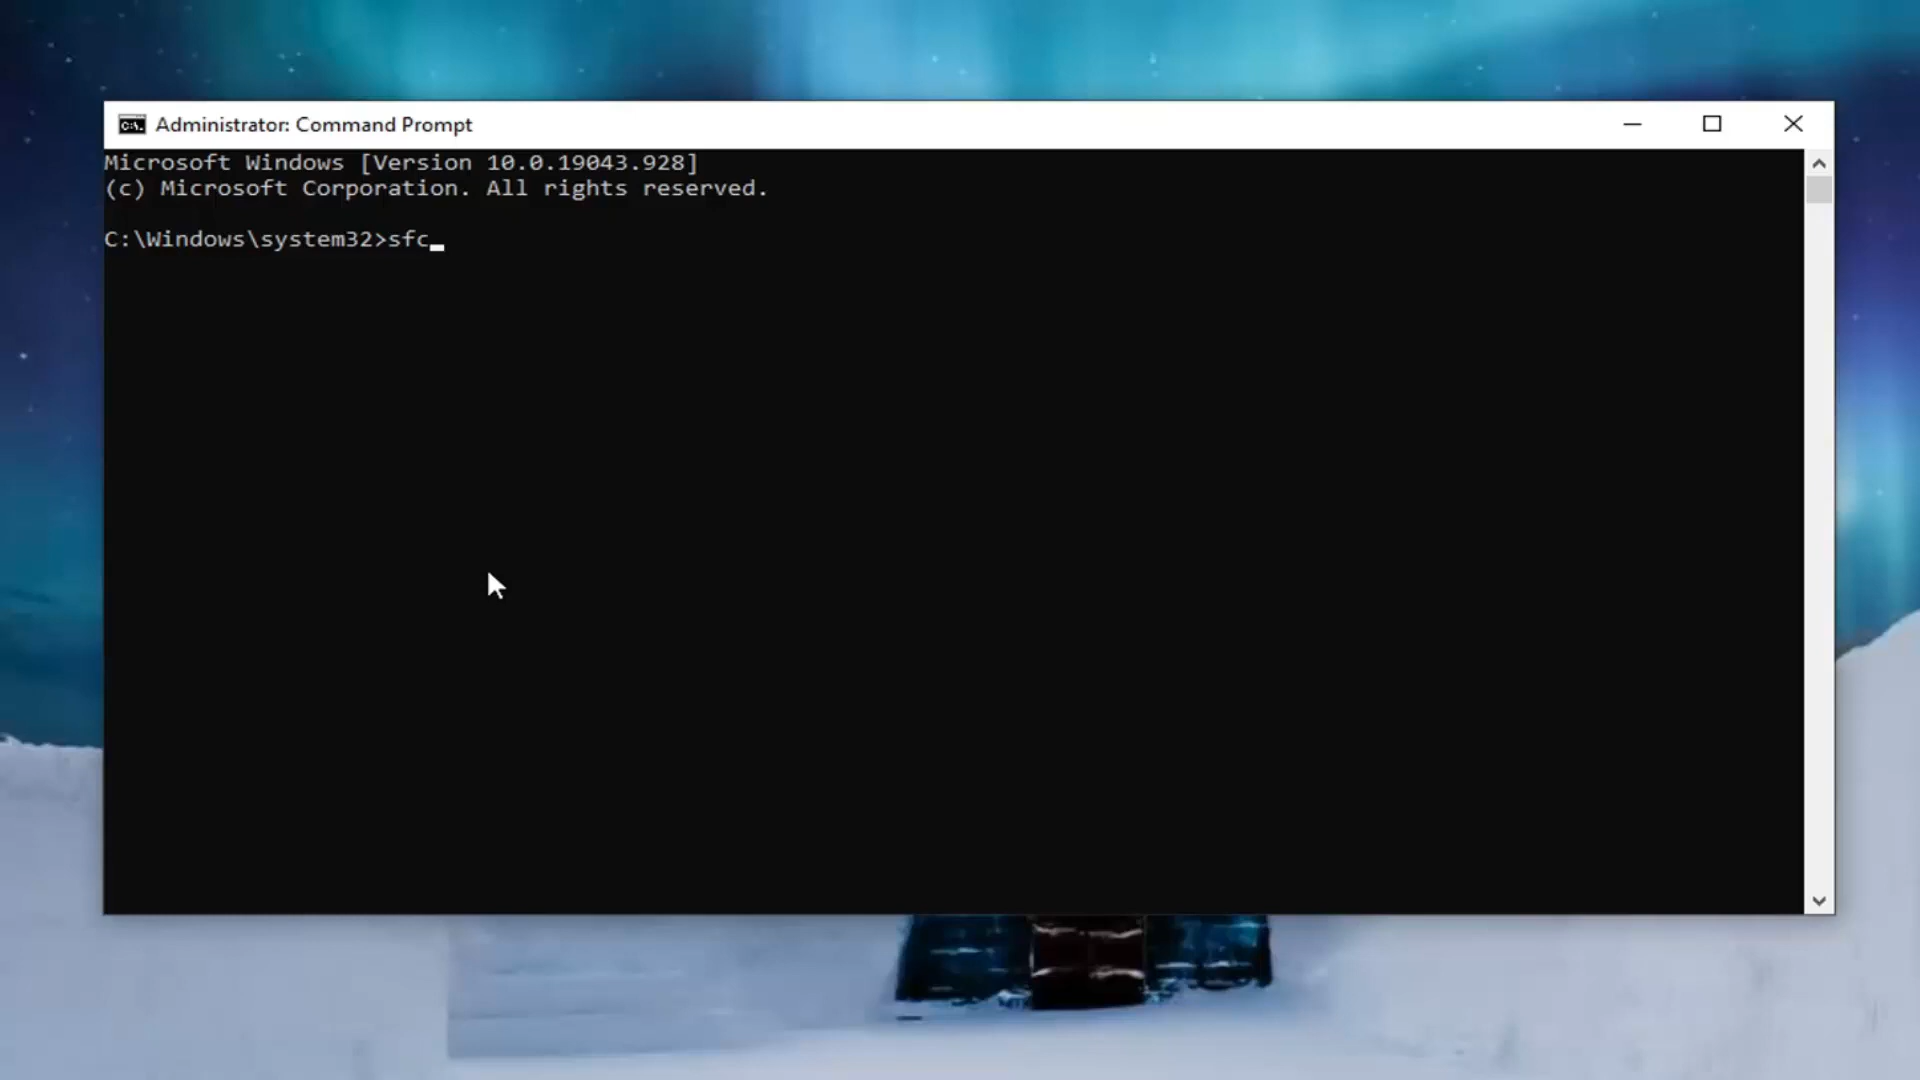 Administrator: Command Prompt
Microsoft Windows [Version 10.0.19043.928]
(c) Microsoft Corporation. All rights reserved.
C:\Windows\system32>sfc